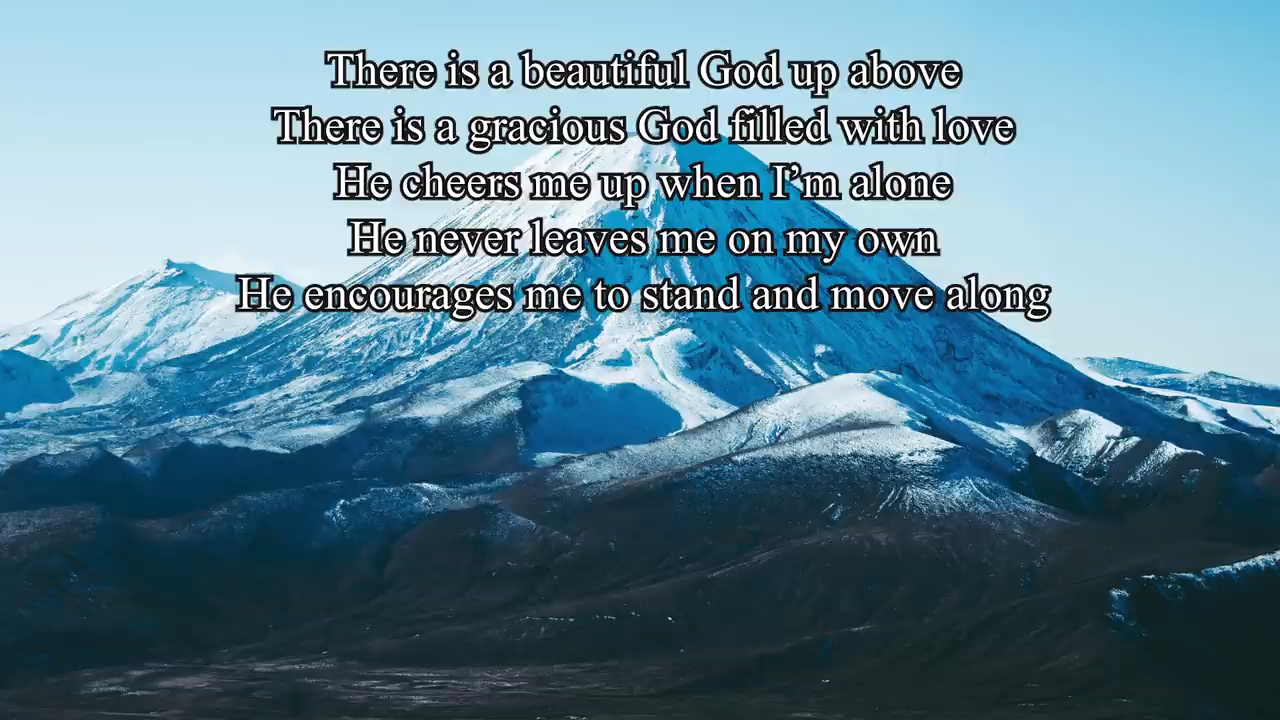 There is a beautiful God up above
There is a gracious God filled with love
He cheers me up when I’m alone
He never leaves me on my own
He encourages me to stand and move along